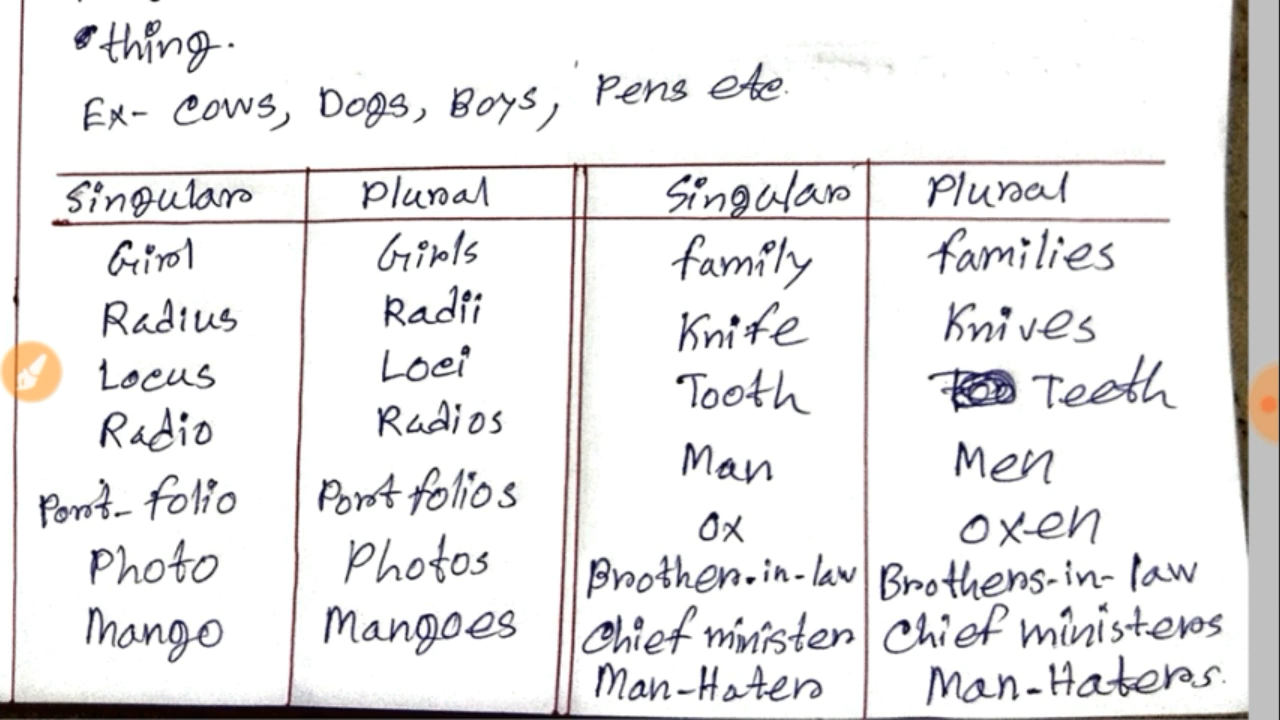 thing.
Ex- Cows, Dogs, Boys, Pens etc.
Singular Plural Singular Plural
Girl Girls family families
Radius Radii Knife Knives
Locus Loci Tooth Teeth
Radio Radios Man Men
Port-folio Portfolios Ox Oxen
Photo Photos Brother-in-law Brothers-in-law
Mango Mangoes Chief minister Chief ministers
Man-Hater Man-Haters.